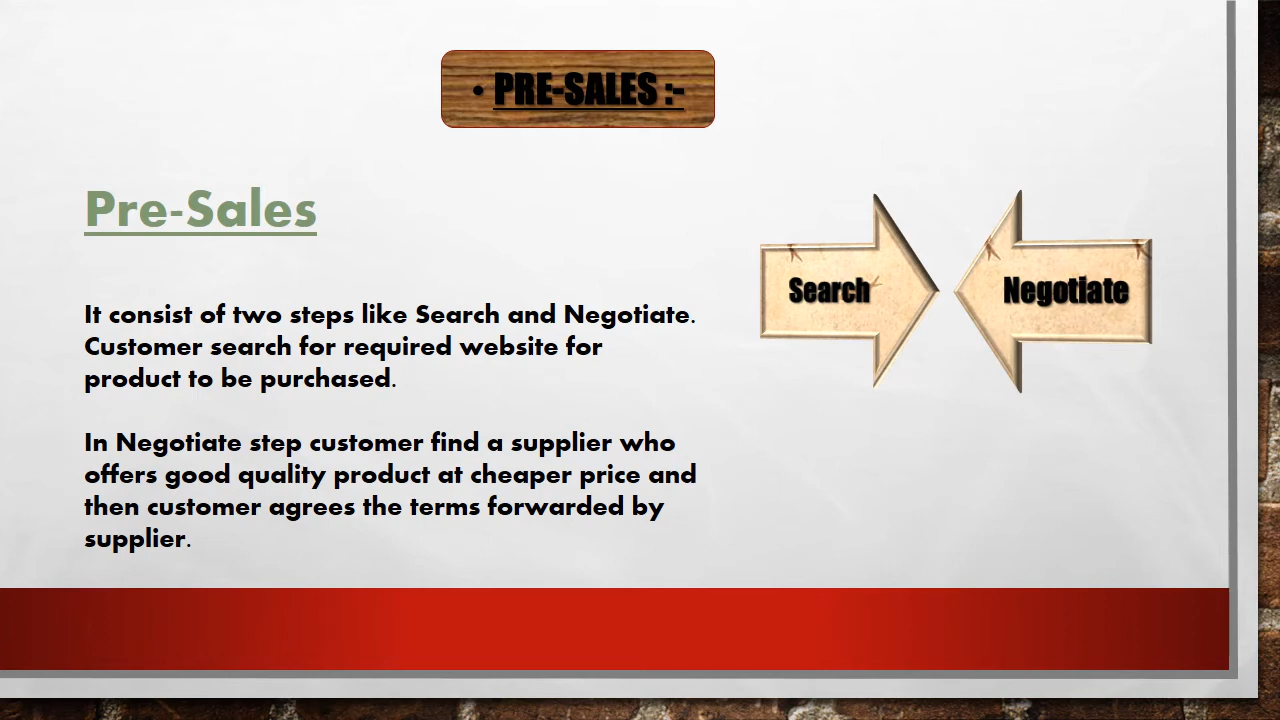 • PRE-SALES :-
Pre-Sales
It consist of two steps like Search and Negotiate.
Customer search for required website for
product to be purchased.
In Negotiate step customer find a supplier who
offers good quality product at cheaper price and
then customer agrees the terms forwarded by
supplier.
Search
Negotiate